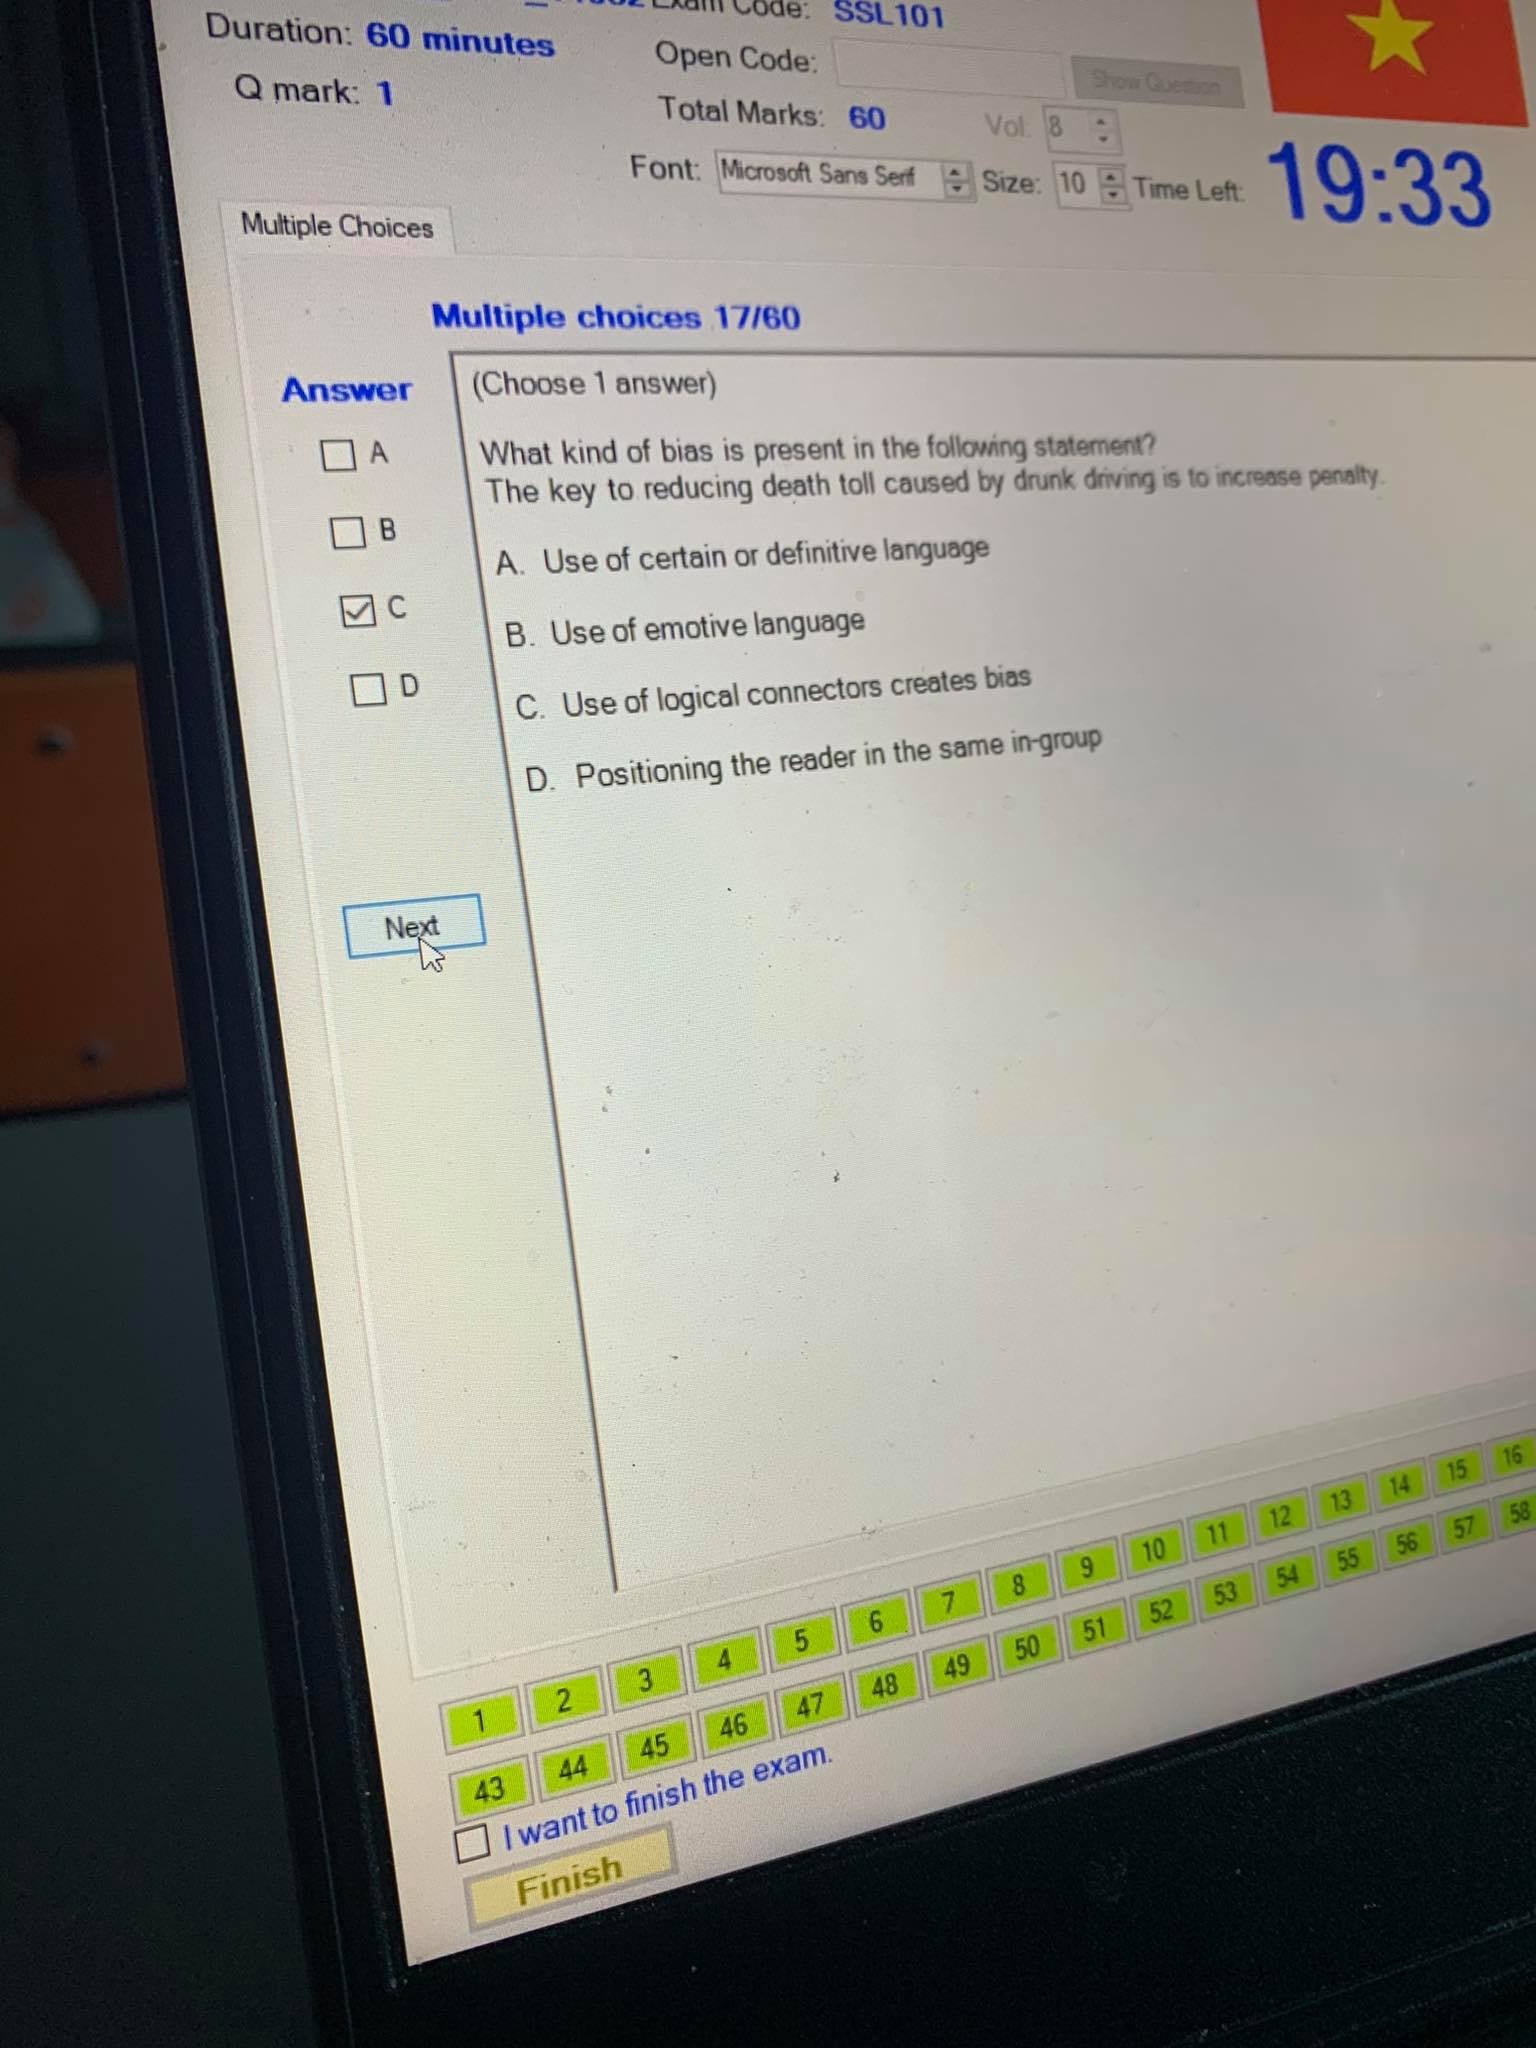 Exam Code: SSL101
Duration: 60 minutes
Open Code:
Show Question
Q mark: 1
Total Marks: 60
Vol: 8
Font: Microsoft Sans Serif
Size: 10
Time Left: 19:33
Multiple Choices
Multiple choices 17/60
Answer
(Choose 1 answer)
A
What kind of bias is present in the following statement?
The key to reducing death toll caused by drunk driving is to increase penalty.
B
A. Use of certain or definitive language
C
B. Use of emotive language
D
C. Use of logical connectors creates bias
D. Positioning the reader in the same in-group
Next
1 2 3 4 5 6 7 8 9 10 11 12 13 14 15 16
43 44 45 46 47 48 49 50 51 52 53 54 55 56 57 58
I want to finish the exam.
Finish